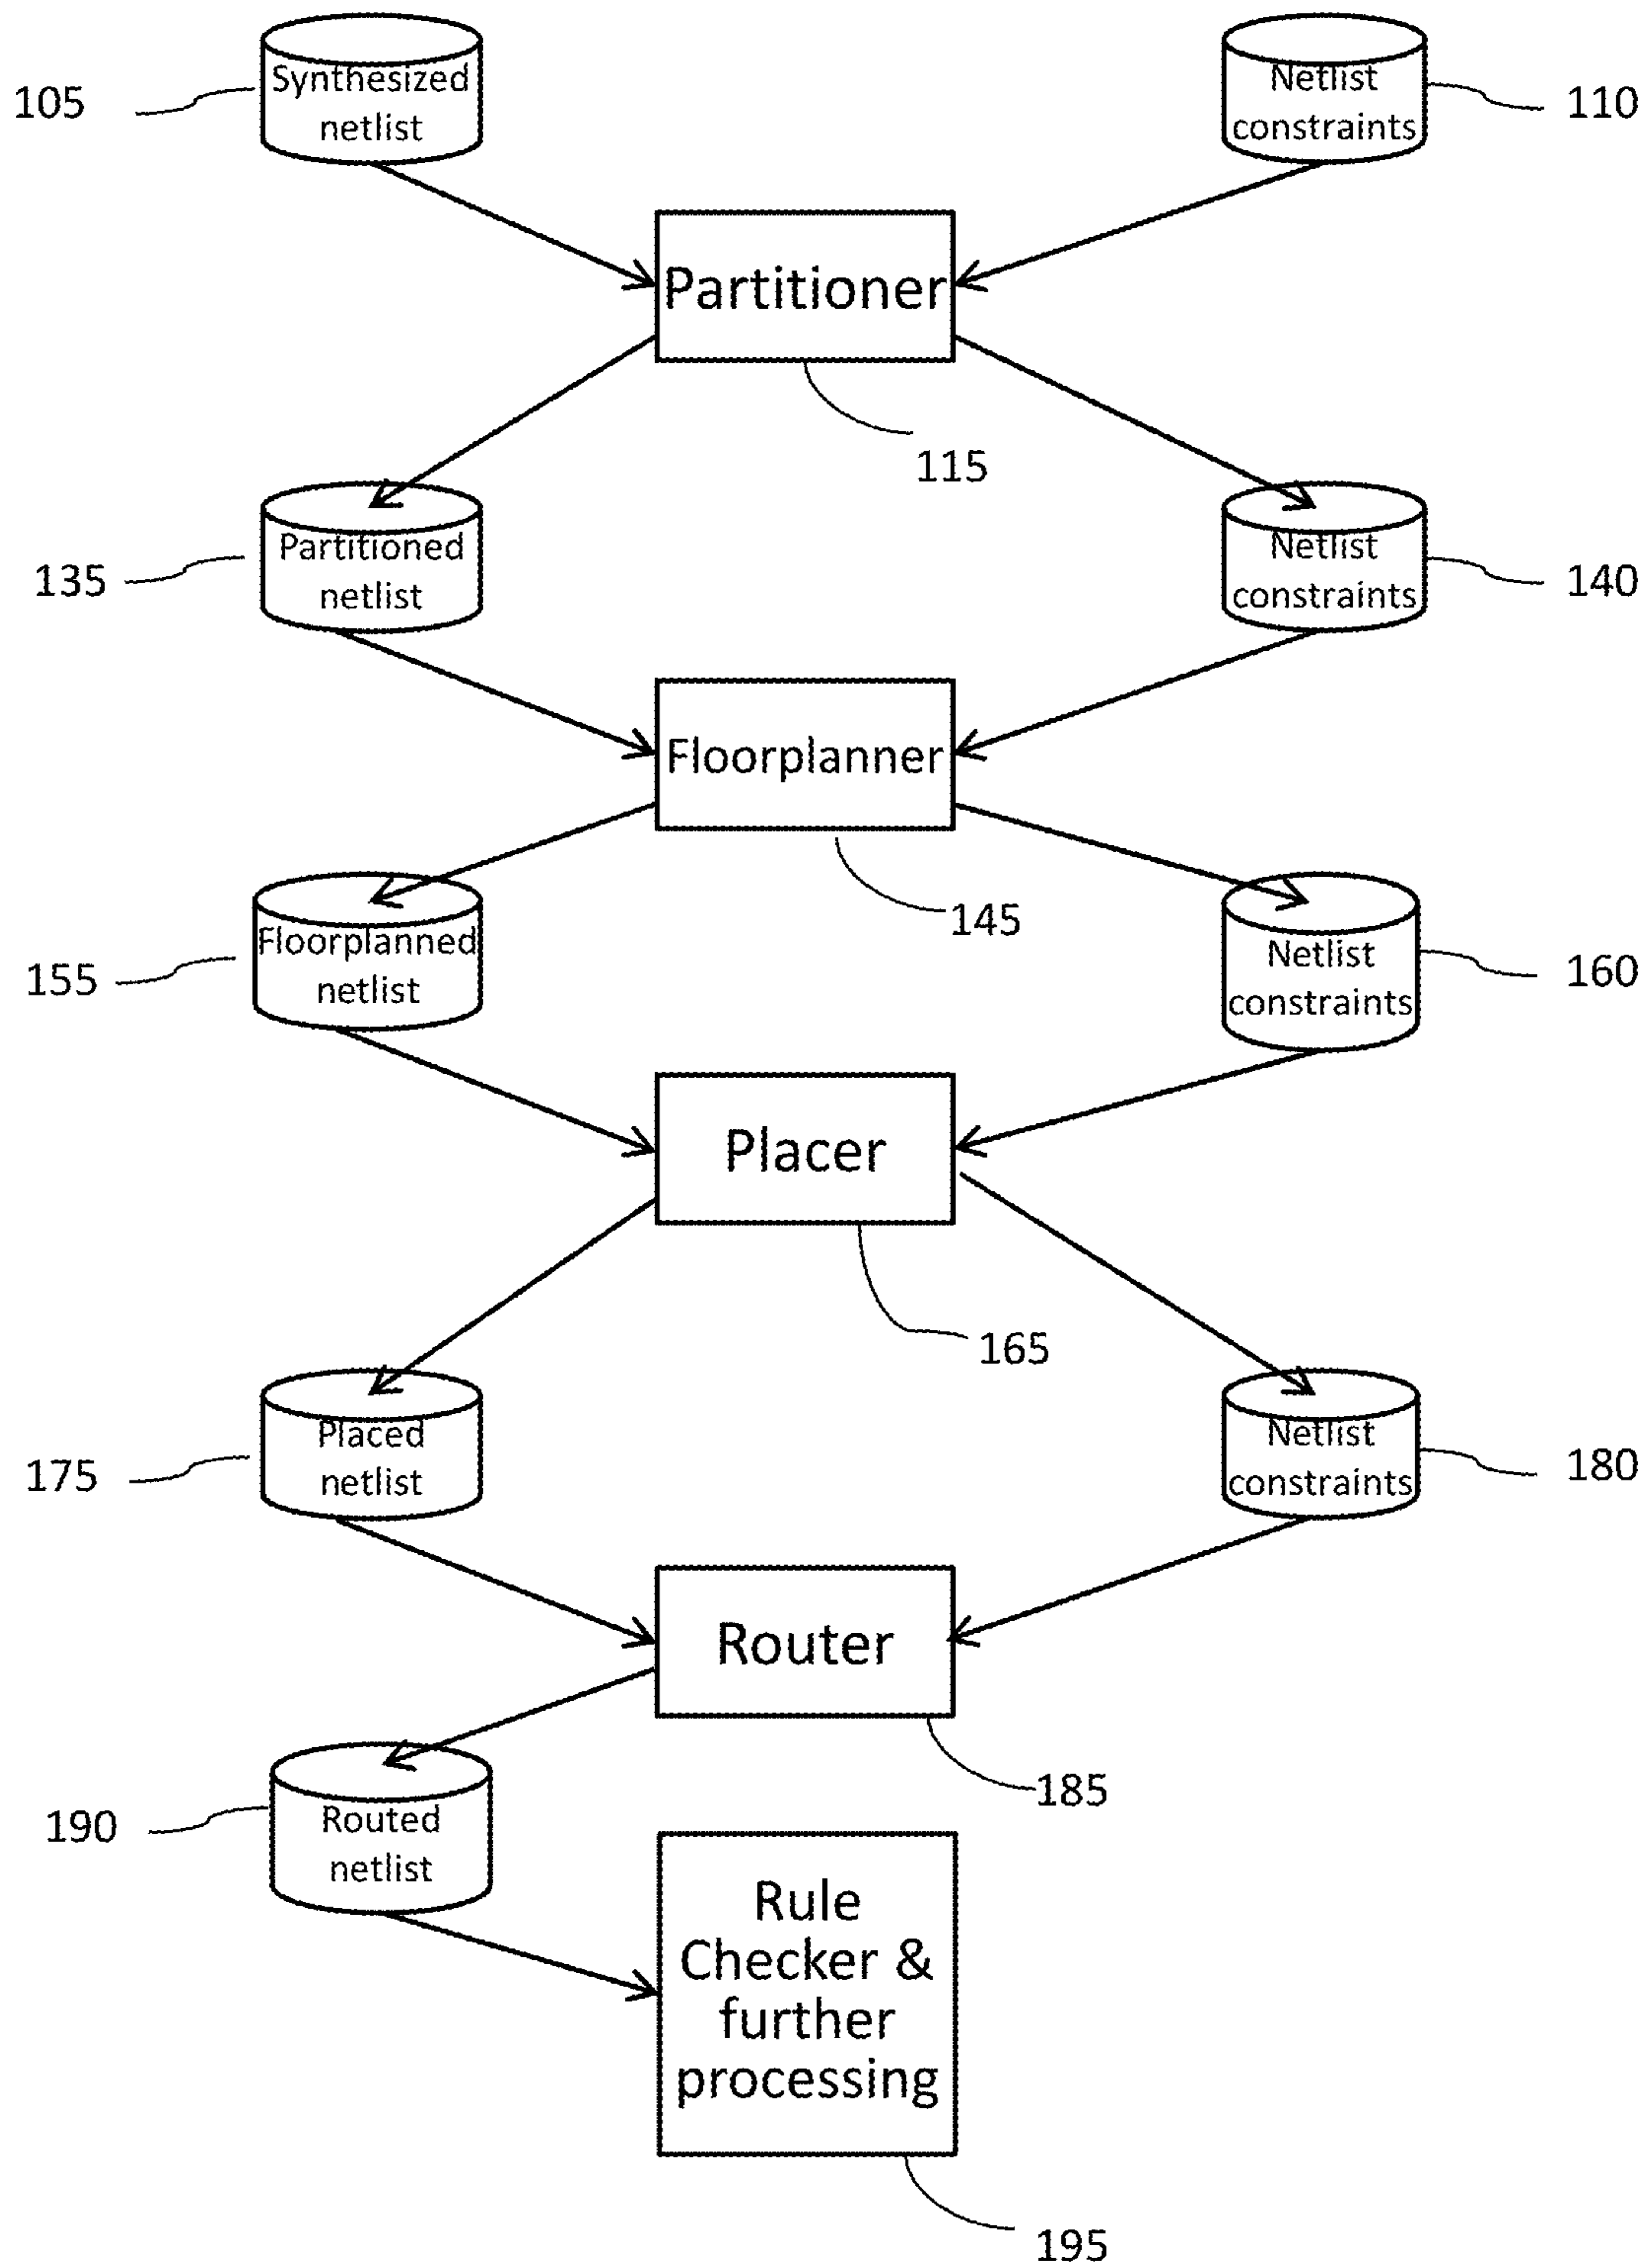 Synthesized
netlist
105
Netlist
constraints
110
Partitioner
115
Partitioned
netlist
135
Netlist
constraints
140
Floorplanner
145
Floorplanned
netlist
155
Netlist
constraints
160
Placer
165
Placed
netlist
175
Netlist
constraints
180
Router
185
Routed
netlist
190
Rule
Checker &
further
processing
195